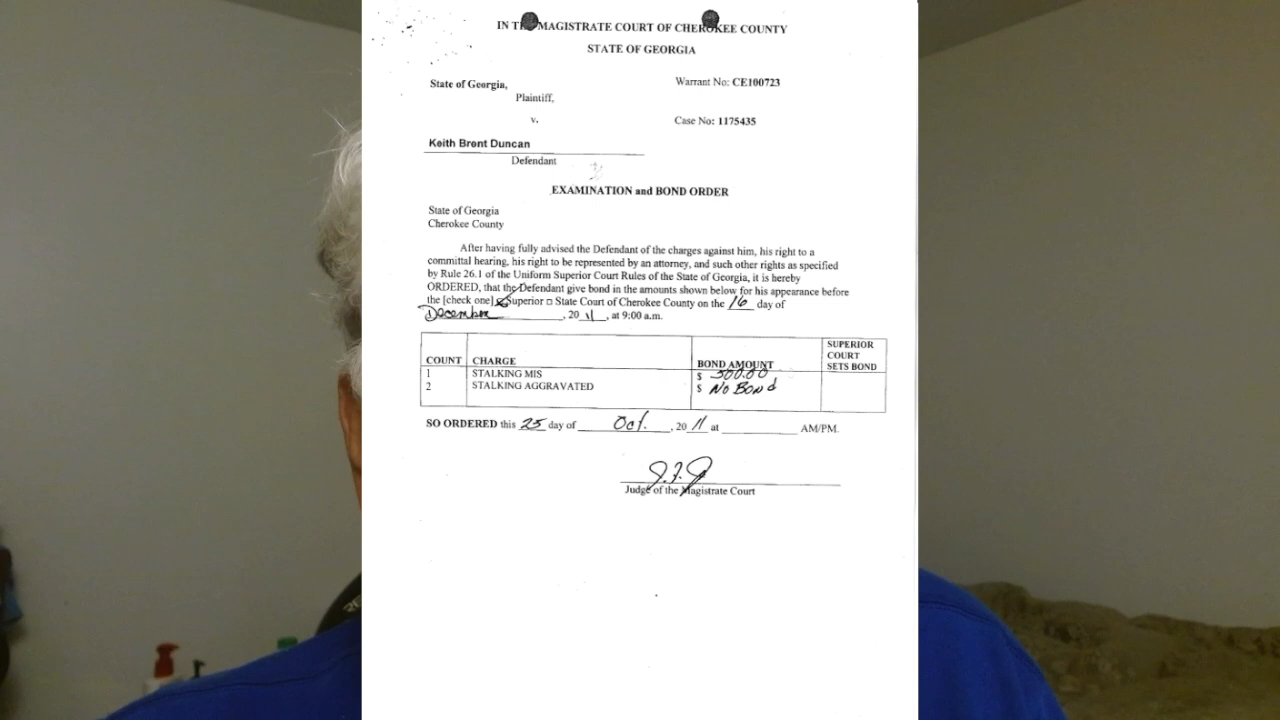 IN THE MAGISTRATE COURT OF CHEROKEE COUNTY
STATE OF GEORGIA
State of Georgia,
Warrant No: CE100723
Plaintiff,
v.
Case No: 1175435
Keith Brent Duncan
Defendant
EXAMINATION and BOND ORDER
State of Georgia
Cherokee County
After having fully advised the Defendant of the charges against him, his right to a
committal hearing, his right to be represented by an attorney, and such other rights as specified
by Rule 26.1 of the Uniform Superior Court Rules of the State of Georgia, it is hereby
ORDERED, that the Defendant give bond in the amounts shown below for his appearance before
the [check one] ☑ Superior □ State Court of Cherokee County on the 16 day of
December, 2011, at 9:00 a.m.
COUNT CHARGE BOND AMOUNT SUPERIOR COURT SETS BOND
1 STALKING MIS $ 500.00
2 STALKING AGGRAVATED $ No Bond
SO ORDERED this 25 day of Oct., 2011 at ________ AM/PM.
Judge of the Magistrate Court